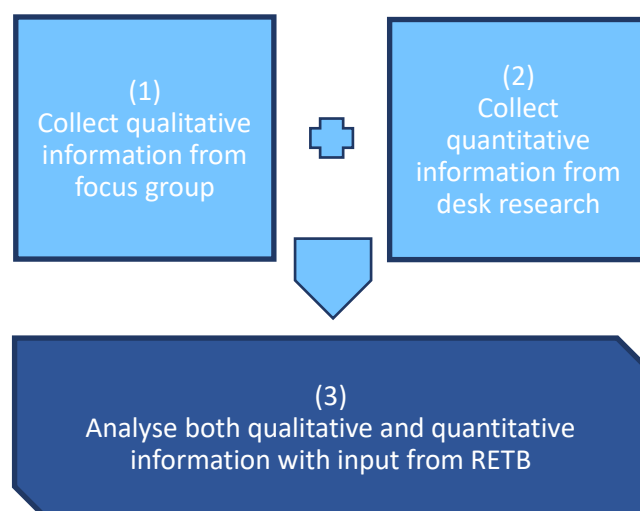 (1)
Collect qualitative
information from
focus group
(2)
Collect
quantitative
information from
desk research
(3)
Analyse both qualitative and quantitative
information with input from RETB